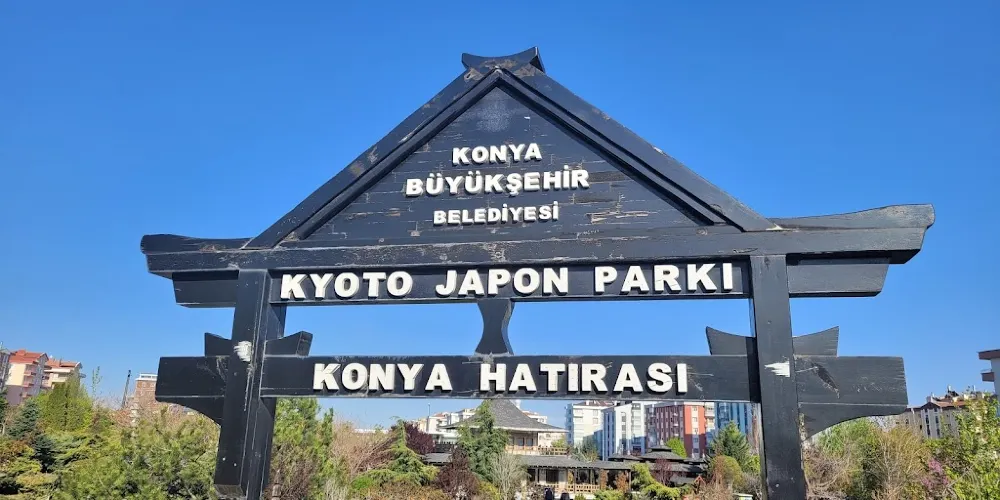 KONYA
BÜYÜKŞEHİR
BELEDİYESİ
KYOTO JAPON PARKI
KONYA HATIRASI